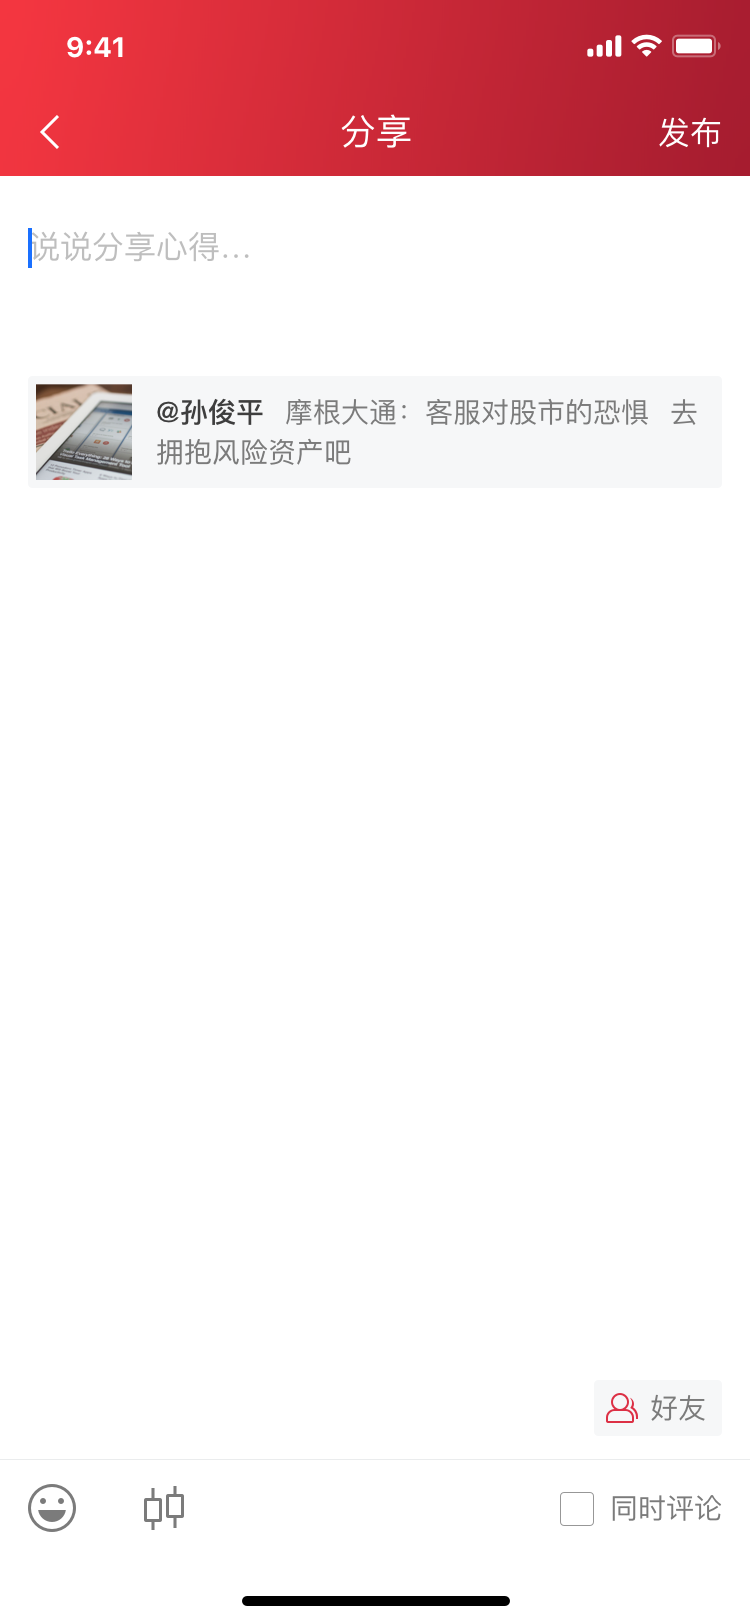 9:41
分享
发布
说说分享心得...
@孙俊平 摩根大通：客服对股市的恐惧 去
拥抱风险资产吧
好友
同时评论